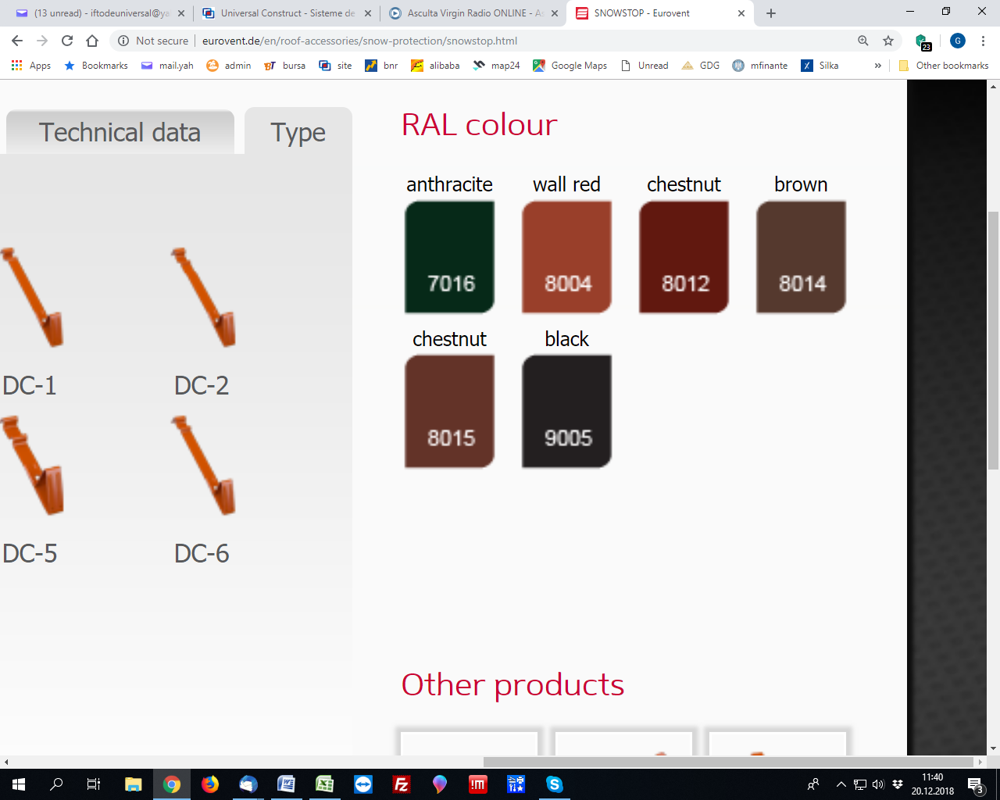 (13 unread) - iftodeuniversal@ya
Universal Construct - Sisteme de
Asculta Virgin Radio ONLINE - As
SNOWSTOP - Eurovent
Not secure
eurovent.de/en/roof-accessories/snow-protection/snowstop.html
G
23
Apps
Bookmarks
mail.yah
admin
bursa
site
bnr
alibaba
map24
Google Maps
Unread
GDG
mfinante
Silka
»
Other bookmarks
Technical data
Type
DC-1
DC-2
DC-5
DC-6
RAL colour
anthracite
wall red
chestnut
brown
7016
8004
8012
8014
chestnut
black
8015
9005
Other products
11:40
20.12.2018
3